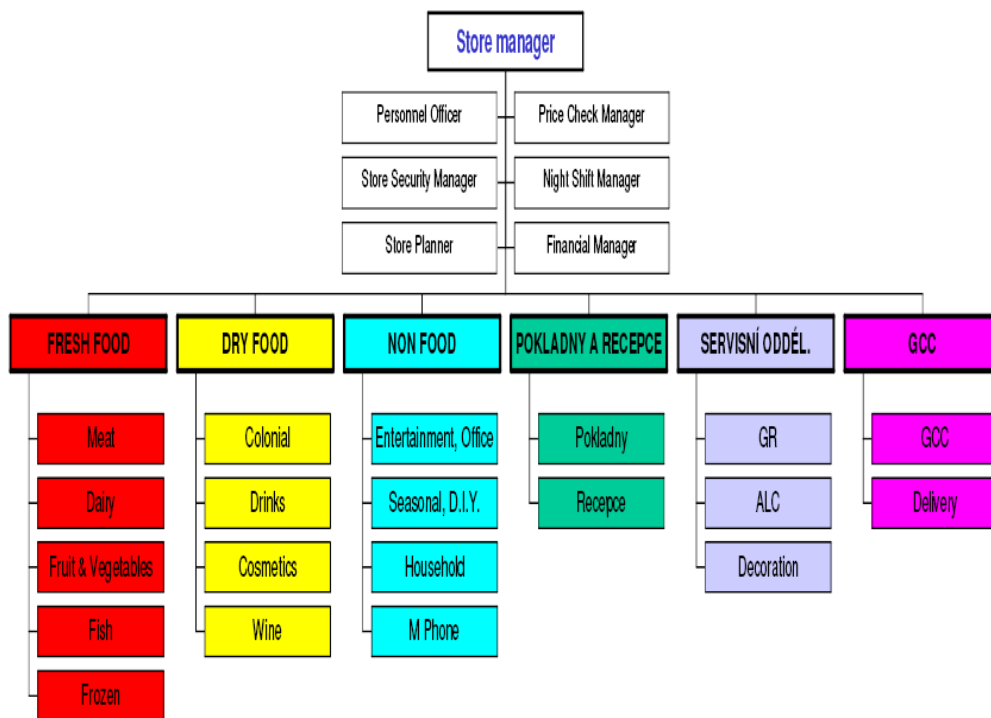 Store manager
Personnel Officer
Price Check Manager
Store Security Manager
Night Shift Manager
Store Planner
Financial Manager
FRESH FOOD
DRY FOOD
NON FOOD
POKLADNY A RECEPCE
SERVISNÍ ODDĚL.
GCC
Meat
Colonial
Entertainment, Office
Pokladny
GR
GCC
Dairy
Drinks
Seasonal, D.I.Y.
Recepce
ALC
Delivery
Fruit & Vegetables
Cosmetics
Household
Decoration
Fish
Wine
M Phone
Frozen